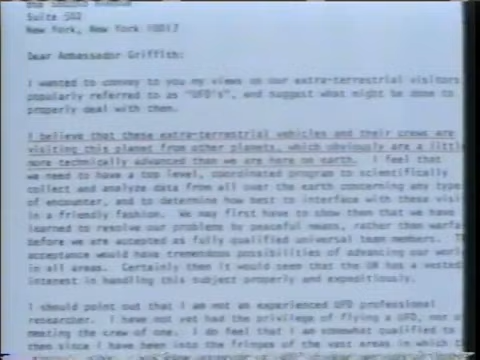 Suite 502
New York, New York 10017
Dear Ambassador Griffith:
I wanted to convey to you my views on our extra-terrestrial visitors
popularly referred to as "UFO's", and suggest what might be done to
properly deal with them.
I believe that these extra-terrestrial vehicles and their crews are
visiting this planet from other planets, which obviously are a little
more technically advanced than we are here on earth. I feel that
we need to have a top level, coordinated program to scientifically
collect and analyze data from all over the earth concerning any type
of encounter, and to determine how best to interface with these visit
in a friendly fashion. We may first have to show them that we have
learned to resolve our problems by peaceful means, rather than warfa
before we are accepted as fully qualified universal team members.
acceptance would have tremendous possibilities of advancing our worl
in all areas. Certainly then it would seem that the UN has a vested
interest in handling this subject properly and expeditiously.
I should point out that I am not an experienced UFO professional
researcher. I have not yet had the privilege of flying a UFO, nor o
meeting the crew of one. I do feel that I am somewhat qualified to
then since I have been into the fringes of the vast areas in which t